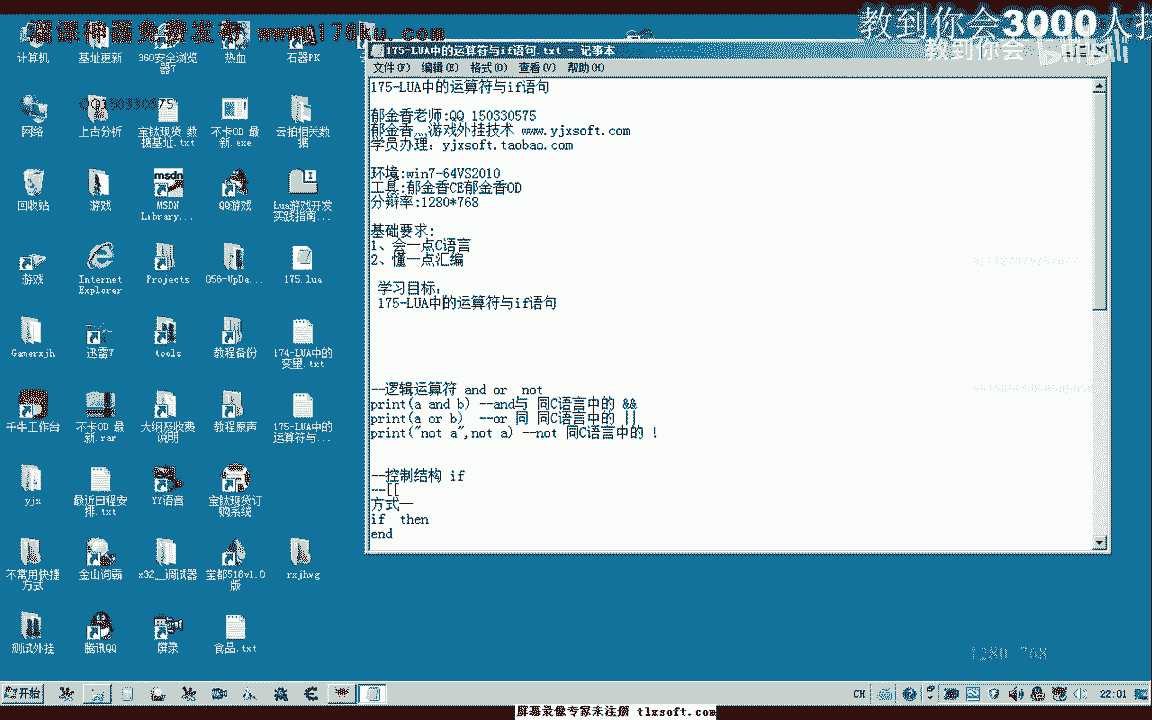 www.176ku.com
教到你会3000人
教到你会 bilibili
175-LUA中的运算符与if语句.txt - 记事本
文件(F) 编辑(E) 格式(O) 查看(V) 帮助(H)
175-LUA中的运算符与if语句
郁金香老师:QQ 150330575
郁金香灬游戏外挂技术 www.yjxsoft.com
学员办理: yjxsoft.taobao.com
环境:win7-64VS2010
工具:郁金香CE郁金香OD
分辩率:1280*768
基础要求:
1、会一点C语言
2、懂一点汇编
学习目标:
175-LUA中的运算符与if语句
--逻辑运算符 and or not
print(a and b) --and与 同C语言中的 &&
print(a or b) --or 同 同C语言中的 ||
print("not a",not a) --not 同C语言中的 !
--控制结构 if
--[[
方式一
if then
end
计算机
基址更新
360安全浏览器7
热血
石器PK
网络
上古分析
宝钛现货 数据基址.txt
不卡OD 最新.exe
云拍相关数据
QQ150330575
回收站
游戏
MSDN Library...
QQ游戏
Lua游戏开发实践指南...
游戏
Internet Explorer
Projects
056-UpDa...
175.lua
Gamerxjh
迅雷7
tools
教程备份
174-LUA中的变量.txt
千牛工作台
不卡OD 最新.rar
大纲及收费说明
教程原声
175-LUA中的运算符与...
yjx
最近日程安排.txt
YY语音
宝钛现货订购系统
不常用快捷方式
金山词霸
x32__调试器
宝都518v1.0版
rxjhwg
测试外挂
腾讯QQ
屏录
食品.txt
1280 768
开始
CH
22:01
屏幕录像专家未注册 tlxsoft.com